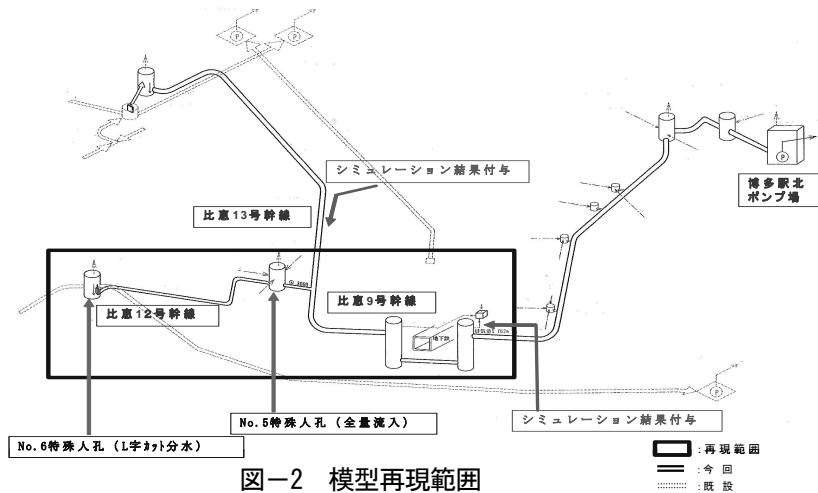 シミュレーション結果付与
比恵13号幹線
博多駅北
ポンプ場
比恵9号幹線
比恵12号幹線
地下鉄
No.5特殊人孔（全量流入）
シミュレーション結果付与
No.6特殊人孔（L字カット分水）
:再現範囲
:今回
:既設
図－2　模型再現範囲
P
P
P
P